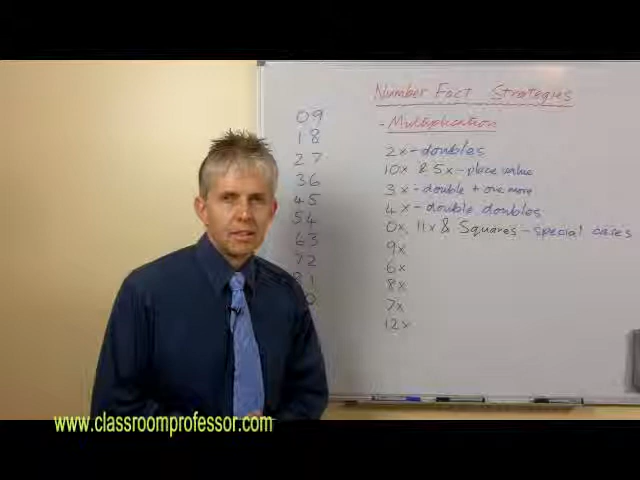 Number Fact Strategies
- Multiplication
2x - doubles
10x & 5x - place value
3x - double + one more
4x - double doubles
0x, 11x & Squares - special cases
9x
6x
8x
7x
12x
09
18
27
36
45
54
63
72
81
www.classroomprofessor.com